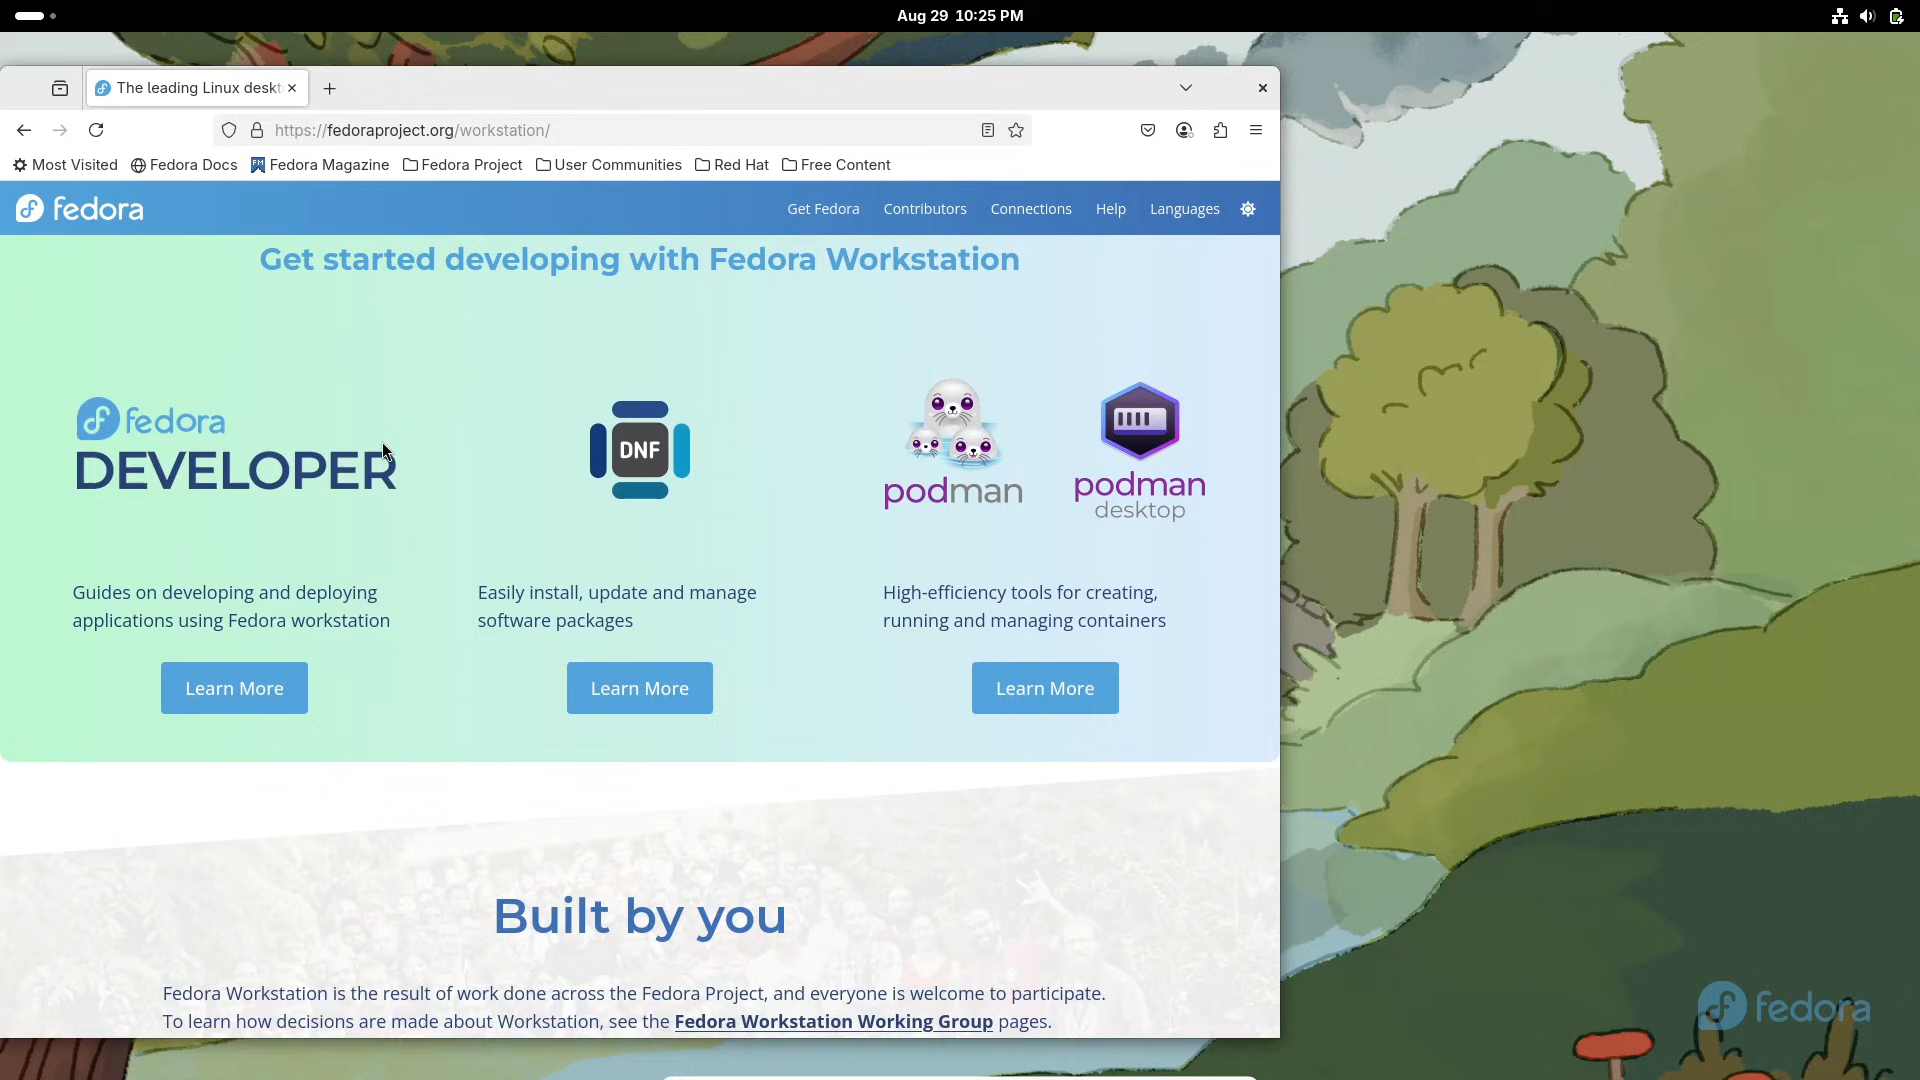 Aug 29 10:25 PM
The leading Linux deskt
https://fedoraproject.org/workstation/
Most Visited Fedora Docs Fedora Magazine Fedora Project User Communities Red Hat Free Content
fedora Get Fedora Contributors Connections Help Languages
Get started developing with Fedora Workstation
fedora
DEVELOPER
DNF
podman
podman
desktop
Guides on developing and deploying
applications using Fedora workstation
Easily install, update and manage
software packages
High-efficiency tools for creating,
running and managing containers
Learn More Learn More Learn More
Built by you
Fedora Workstation is the result of work done across the Fedora Project, and everyone is welcome to participate.
To learn how decisions are made about Workstation, see the Fedora Workstation Working Group pages.
fedora